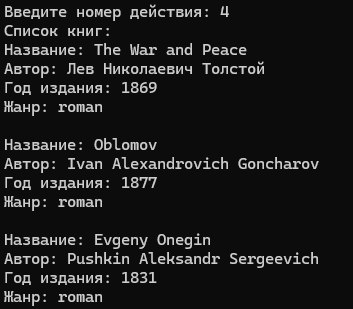 Введите номер действия: 4
Список книг:
Название: The War and Peace
Автор: Лев Николаевич Толстой
Год издания: 1869
Жанр: roman
Название: Oblomov
Автор: Ivan Alexandrovich Goncharov
Год издания: 1877
Жанр: roman
Название: Evgeny Onegin
Автор: Pushkin Aleksandr Sergeevich
Год издания: 1831
Жанр: roman